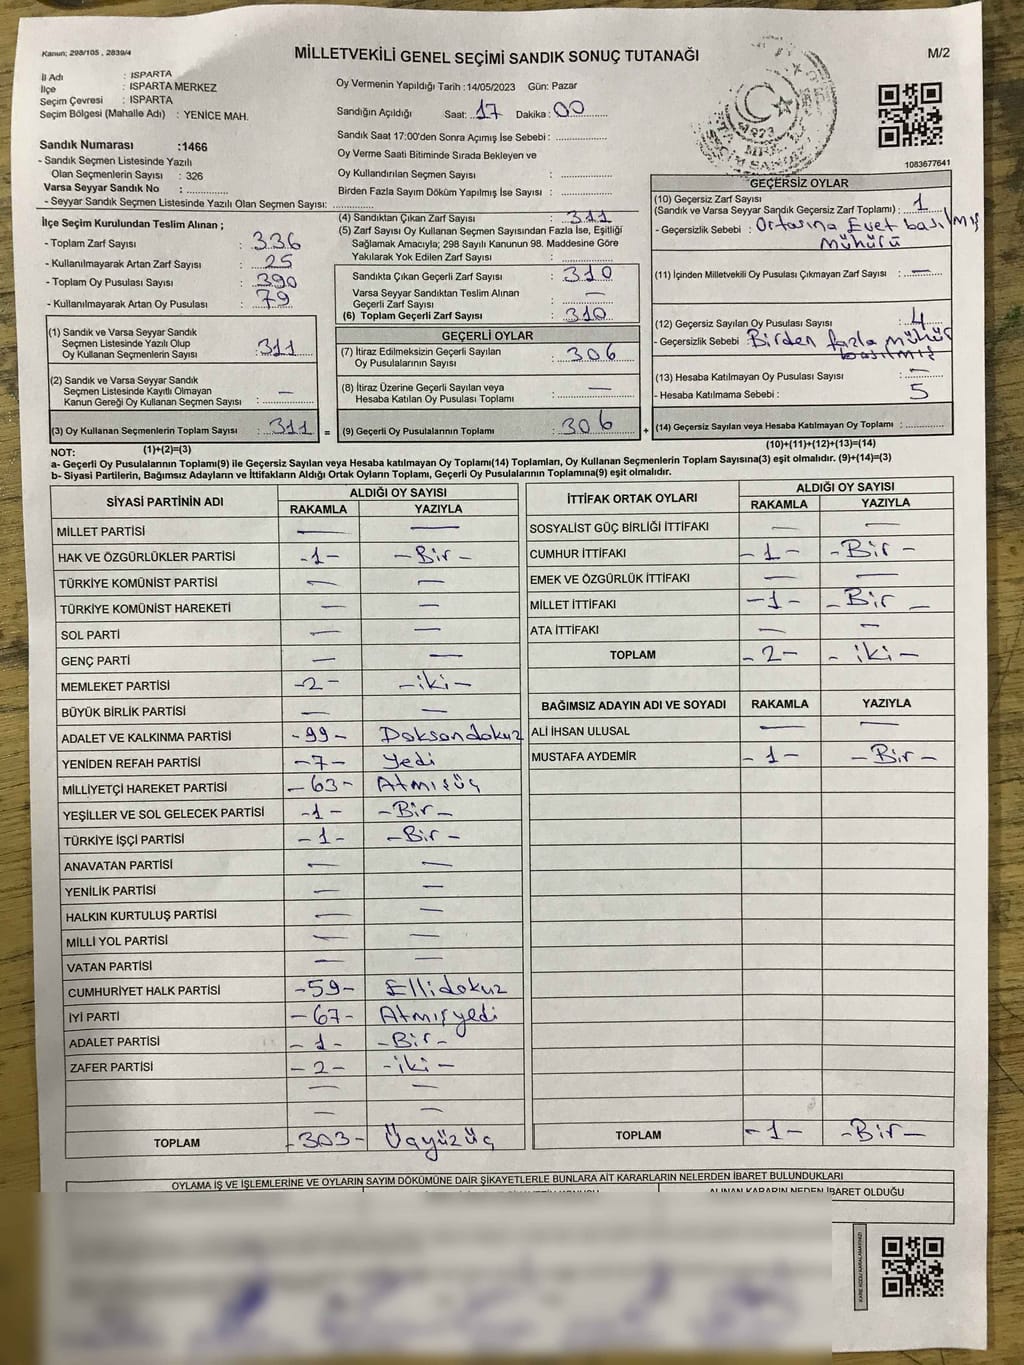 Kanun; 298/105 , 2839/4
MİLLETVEKİLİ GENEL SEÇİMİ SANDIK SONUÇ TUTANAĞI
M/2
İl Adı : ISPARTA
İlçe : ISPARTA MERKEZ
Seçim Çevresi : ISPARTA
Seçim Bölgesi (Mahalle Adı) : YENİCE MAH.
Sandık Numarası :1466
- Sandık Seçmen Listesinde Yazılı
Olan Seçmenlerin Sayısı : 326
Varsa Seyyar Sandık No : ............
- Seyyar Sandık Seçmen Listesinde Yazılı Olan Seçmen Sayısı: ............
Oy Vermenin Yapıldığı Tarih :14/05/2023 Gün: Pazar
Sandığın Açıldığı Saat: 17 Dakika: 00
Sandık Saat 17:00'den Sonra Açımış İse Sebebi : ............
Oy Verme Saati Bitiminde Sırada Bekleyen ve
Oy Kullandırılan Seçmen Sayısı : ............
Birden Fazla Sayım Döküm Yapılmış İse Sayısı : ............
1083677641
İlçe Seçim Kurulundan Teslim Alınan ;
- Toplam Zarf Sayısı : 336
- Kullanılmayarak Artan Zarf Sayısı : 25
- Toplam Oy Pusulası Sayısı : 390
- Kullanılmayarak Artan Oy Pusulası : 79
(1) Sandık ve Varsa Seyyar Sandık
Seçmen Listesinde Yazılı Olup
Oy Kullanan Seçmenlerin Sayısı : 311
(2) Sandık ve Varsa Seyyar Sandık
Seçmen Listesinde Kayıtlı Olmayan
Kanun Gereği Oy Kullanan Seçmen Sayısı : —
(3) Oy Kullanan Seçmenlerin Toplam Sayısı : 311 =
(1)+(2)=(3)
(4) Sandıktan Çıkan Zarf Sayısı : 311
(5) Zarf Sayısı Oy Kullanan Seçmen Sayısından Fazla İse, Eşitliği
Sağlamak Amacıyla; 298 Sayılı Kanunun 98. Maddesine Göre
Yakılarak Yok Edilen Zarf Sayısı : ............
Sandıkta Çıkan Geçerli Zarf Sayısı : 310
Varsa Seyyar Sandıktan Teslim Alınan
Geçerli Zarf Sayısı : —
(6) Toplam Geçerli Zarf Sayısı : 310
GEÇERLİ OYLAR
(7) İtiraz Edilmeksizin Geçerli Sayılan
Oy Pusulalarının Sayısı : 306
(8) İtiraz Üzerine Geçerli Sayılan veya
Hesaba Katılan Oy Pusulası Toplamı : —
(9) Geçerli Oy Pusulalarının Toplamı : 306 +
GEÇERSİZ OYLAR
(10) Geçersiz Zarf Sayısı
(Sandık ve Varsa Seyyar Sandık Geçersiz Zarf Toplamı) : 1
- Geçersizlik Sebebi : Ortasına Evet basılmış
mühürü
(11) İçinden Milletvekili Oy Pusulası Çıkmayan Zarf Sayısı : —
(12) Geçersiz Sayılan Oy Pusulası Sayısı : 4
- Geçersizlik Sebebi : Birden fazla mühür
basılmış
(13) Hesaba Katılmayan Oy Pusulası Sayısı : —
- Hesaba Katılmama Sebebi :
(14) Geçersiz Sayılan veya Hesaba Katılmayan Oy Toplamı : 5
(10)+(11)+(12)+(13)=(14)
NOT:
a- Geçerli Oy Pusulalarının Toplamı(9) ile Geçersiz Sayılan veya Hesaba katılmayan Oy Toplamı(14) Toplamları, Oy Kullanan Seçmenlerin Toplam Sayısına(3) eşit olmalıdır. (9)+(14)=(3)
b- Siyasi Partilerin, Bağımsız Adayların ve İttifakların Aldığı Ortak Oyların Toplamı, Geçerli Oy Pusulalarının Toplamına(9) eşit olmalıdır.
SİYASİ PARTİNİN ADI ALDIĞI OY SAYISI
RAKAMLA YAZIYLA
MİLLET PARTİSİ — —
HAK VE ÖZGÜRLÜKLER PARTİSİ -1- -Bir-
TÜRKİYE KOMÜNİST PARTİSİ — —
TÜRKİYE KOMÜNİST HAREKETİ — —
SOL PARTİ — —
GENÇ PARTİ — —
MEMLEKET PARTİSİ -2- -iki-
BÜYÜK BİRLİK PARTİSİ — —
ADALET VE KALKINMA PARTİSİ -99- Doksandokuz
YENİDEN REFAH PARTİSİ -7- Yedi
MİLLİYETÇİ HAREKET PARTİSİ -63- Atmışüç
YEŞİLLER VE SOL GELECEK PARTİSİ -1- -Bir-
TÜRKİYE İŞÇİ PARTİSİ -1- -Bir-
ANAVATAN PARTİSİ — —
YENİLİK PARTİSİ — —
HALKIN KURTULUŞ PARTİSİ — —
MİLLİ YOL PARTİSİ — —
VATAN PARTİSİ — —
CUMHURİYET HALK PARTİSİ -59- Ellidokuz
İYİ PARTİ -67- Atmışyedi
ADALET PARTİSİ -1- -Bir-
ZAFER PARTİSİ -2- -iki-
— —
— —
TOPLAM -303- Üçyüzüç
İTTİFAK ORTAK OYLARI ALDIĞI OY SAYISI
RAKAMLA YAZIYLA
SOSYALİST GÜÇ BİRLİĞİ İTTİFAKI — —
CUMHUR İTTİFAKI -1- -Bir-
EMEK VE ÖZGÜRLÜK İTTİFAKI — —
MİLLET İTTİFAKI -1- -Bir-
ATA İTTİFAKI — —
TOPLAM -2- -iki-
BAĞIMSIZ ADAYIN ADI VE SOYADI RAKAMLA YAZIYLA
ALİ İHSAN ULUSAL — —
MUSTAFA AYDEMİR -1- -Bir-
TOPLAM -1- -Bir-
OYLAMA İŞ VE İŞLEMLERİNE VE OYLARIN SAYIM DÖKÜMÜNE DAİR ŞİKAYETLERLE BUNLARA AİT KARARLARIN NELERDEN İBARET BULUNDUKLARI
ALINAN KARARIN NEDEN İBARET OLDUĞU
KARE KODU KARALAMAYINIZ!